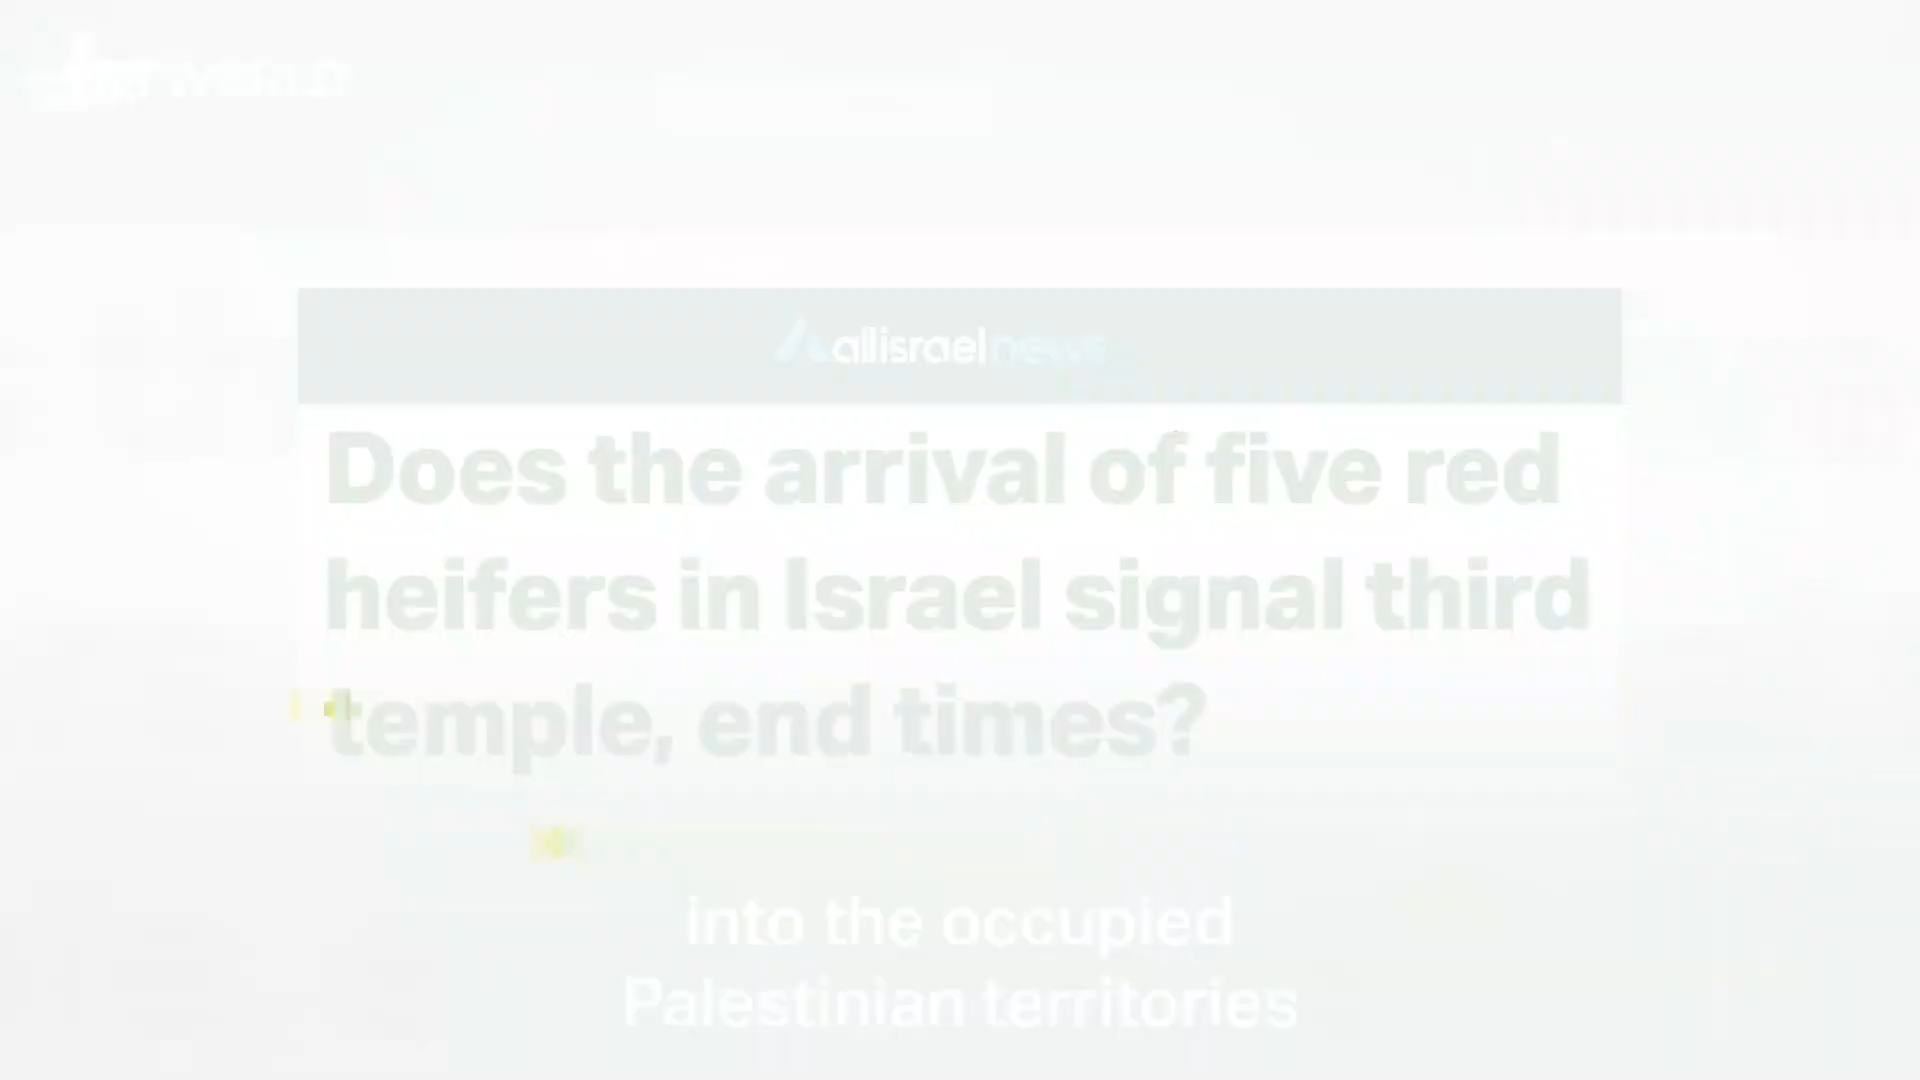 allisraelnews
Does the arrival of five red
heifers in Israel signal third
temple, end times?
into the occupied
Palestinian territories